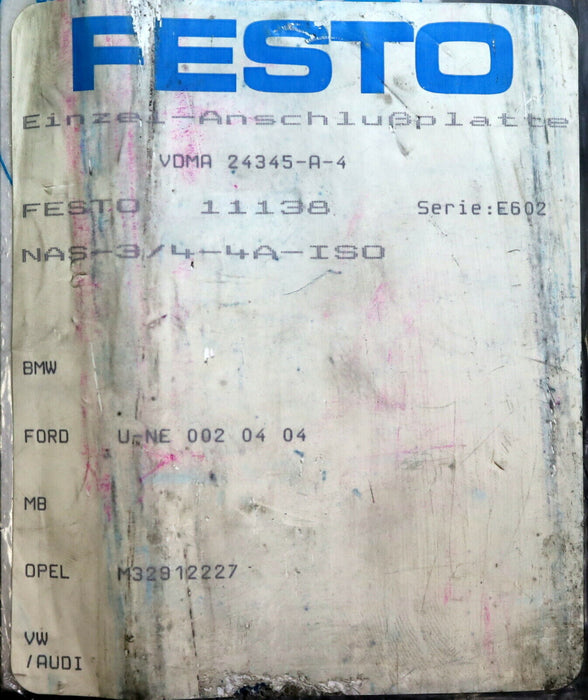 FESTO
Einzel-Anschlußplatte
VDMA 24345-A-4
FESTO 11138 Serie:E602
NAS-3/4-4A-ISO
BMW
FORD U-NE 002 04 04
MB
OPEL M32912227
VW
/AUDI